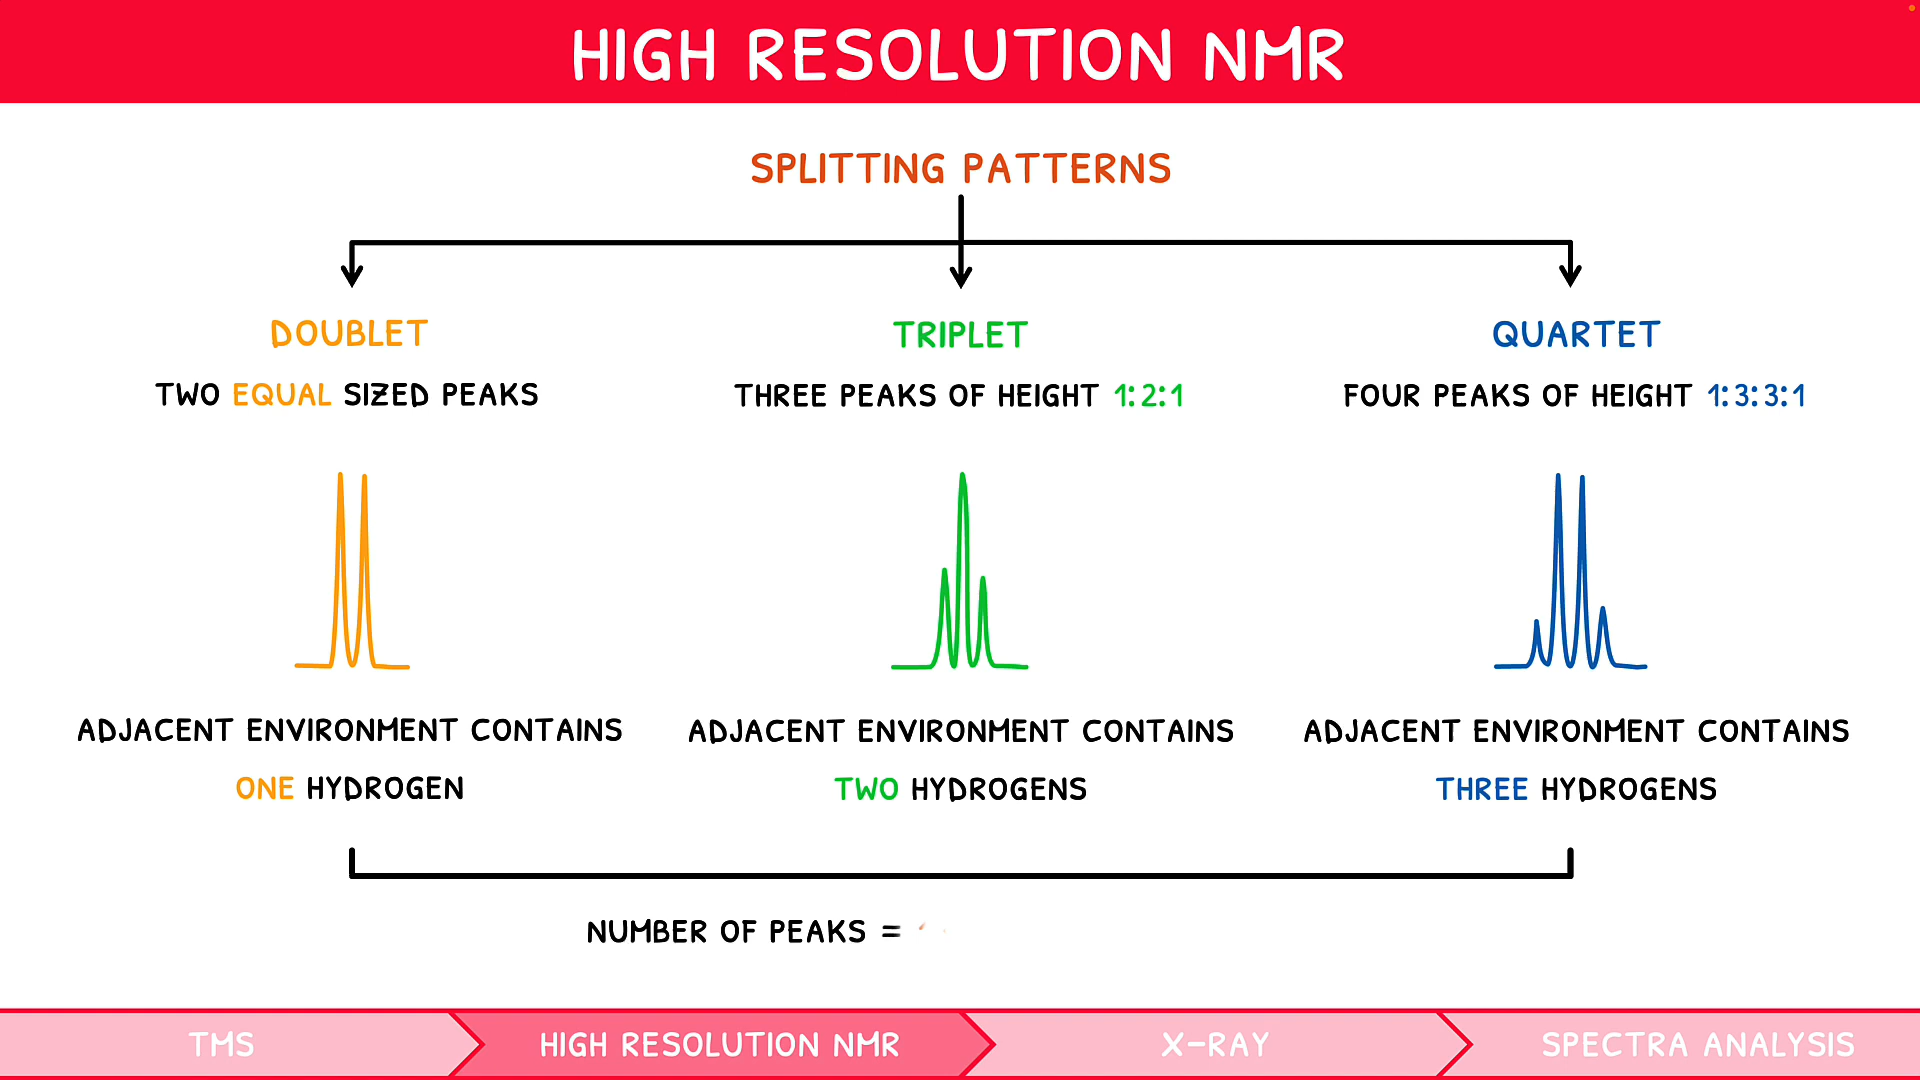 HIGH RESOLUTION NMR
SPLITTING PATTERNS
DOUBLET
TWO EQUAL SIZED PEAKS
TRIPLET
THREE PEAKS OF HEIGHT 1:2:1
QUARTET
FOUR PEAKS OF HEIGHT 1:3:3:1
ADJACENT ENVIRONMENT CONTAINS
ONE HYDROGEN
ADJACENT ENVIRONMENT CONTAINS
TWO HYDROGENS
ADJACENT ENVIRONMENT CONTAINS
THREE HYDROGENS
NUMBER OF PEAKS =
TMS
HIGH RESOLUTION NMR
X-RAY
SPECTRA ANALYSIS